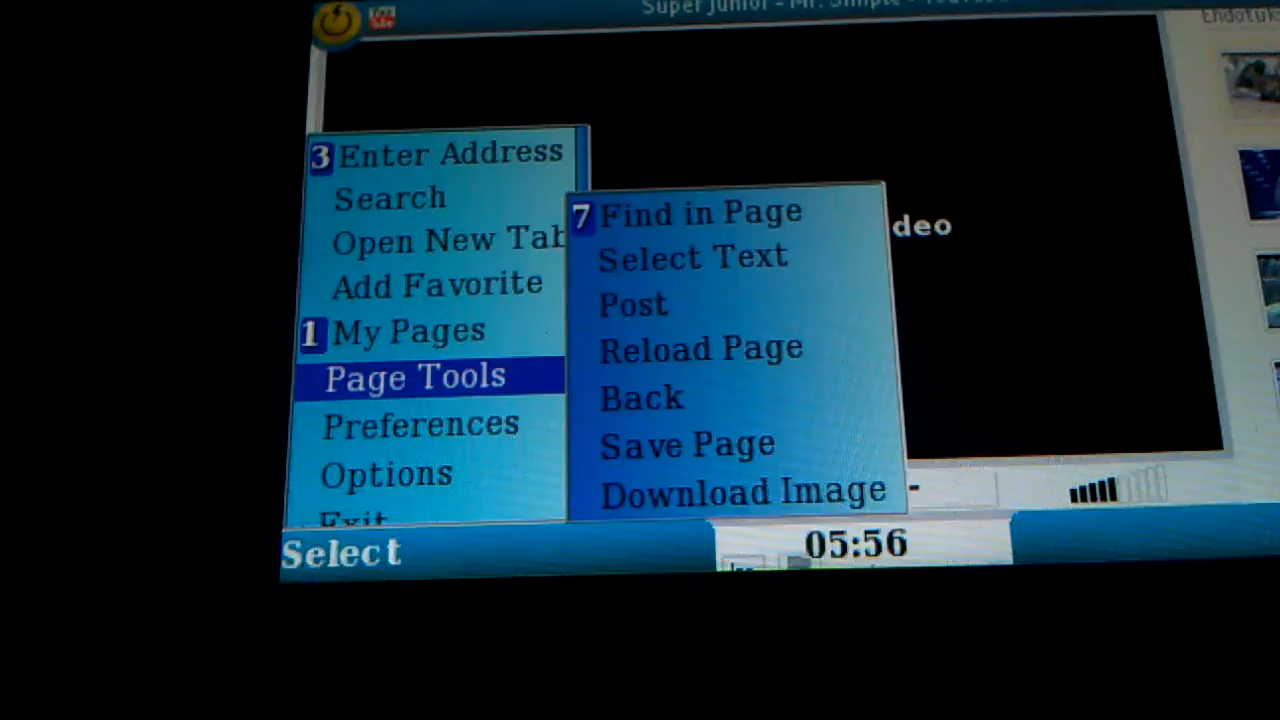 Super Junior - Mr. Simple -
3 Enter Address
Search
Open New Tab
Add Favorite
1 My Pages
Page Tools
Preferences
Options
Exit
7 Find in Page
Select Text
Post
Reload Page
Back
Save Page
Download Image
deo
Select
05:56